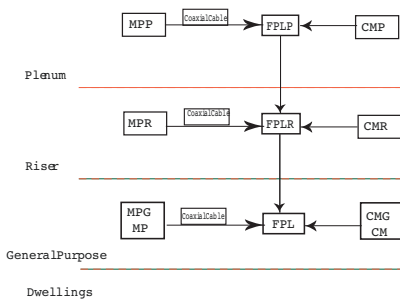 MPP
CoaxialCable
FPLP
CMP
Plenum
MPR
CoaxialCable
FPLR
CMR
Riser
MPG
MP
CoaxialCable
FPL
CMG
CM
GeneralPurpose
Dwellings